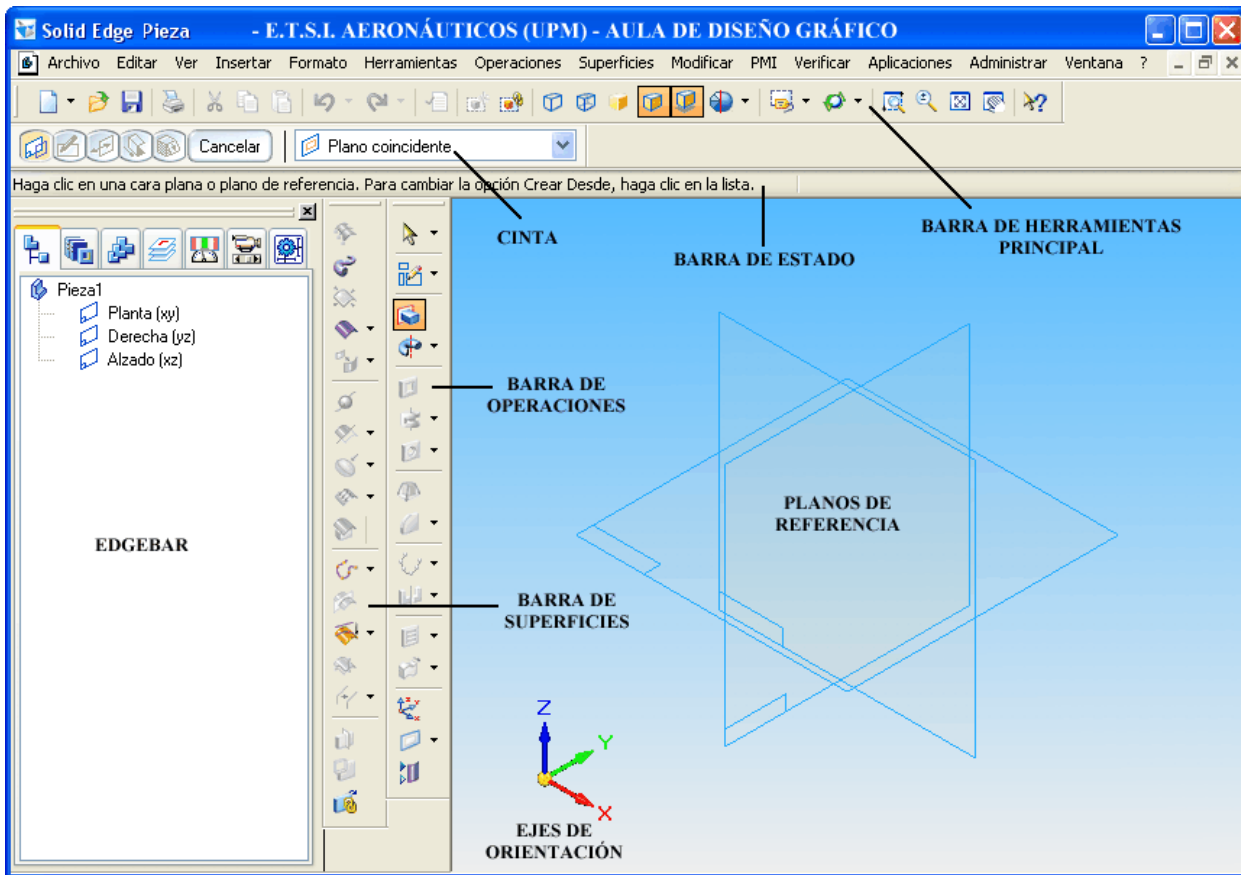 Solid Edge Pieza - E.T.S.I. AERONÁUTICOS (UPM) - AULA DE DISEÑO GRÁFICO
Archivo Editar Ver Insertar Formato Herramientas Operaciones Superficies Modificar PMI Verificar Aplicaciones Administrar Ventana ?
Cancelar Plano coincidente
Haga clic en una cara plana o plano de referencia. Para cambiar la opción Crear Desde, haga clic en la lista.
CINTA
BARRA DE ESTADO
BARRA DE HERRAMIENTAS
PRINCIPAL
Pieza1
Planta (xy)
Derecha (yz)
Alzado (xz)
BARRA DE
OPERACIONES
PLANOS DE
REFERENCIA
EDGEBAR
BARRA DE
SUPERFICIES
Z
Y
X
EJES DE
ORIENTACIÓN